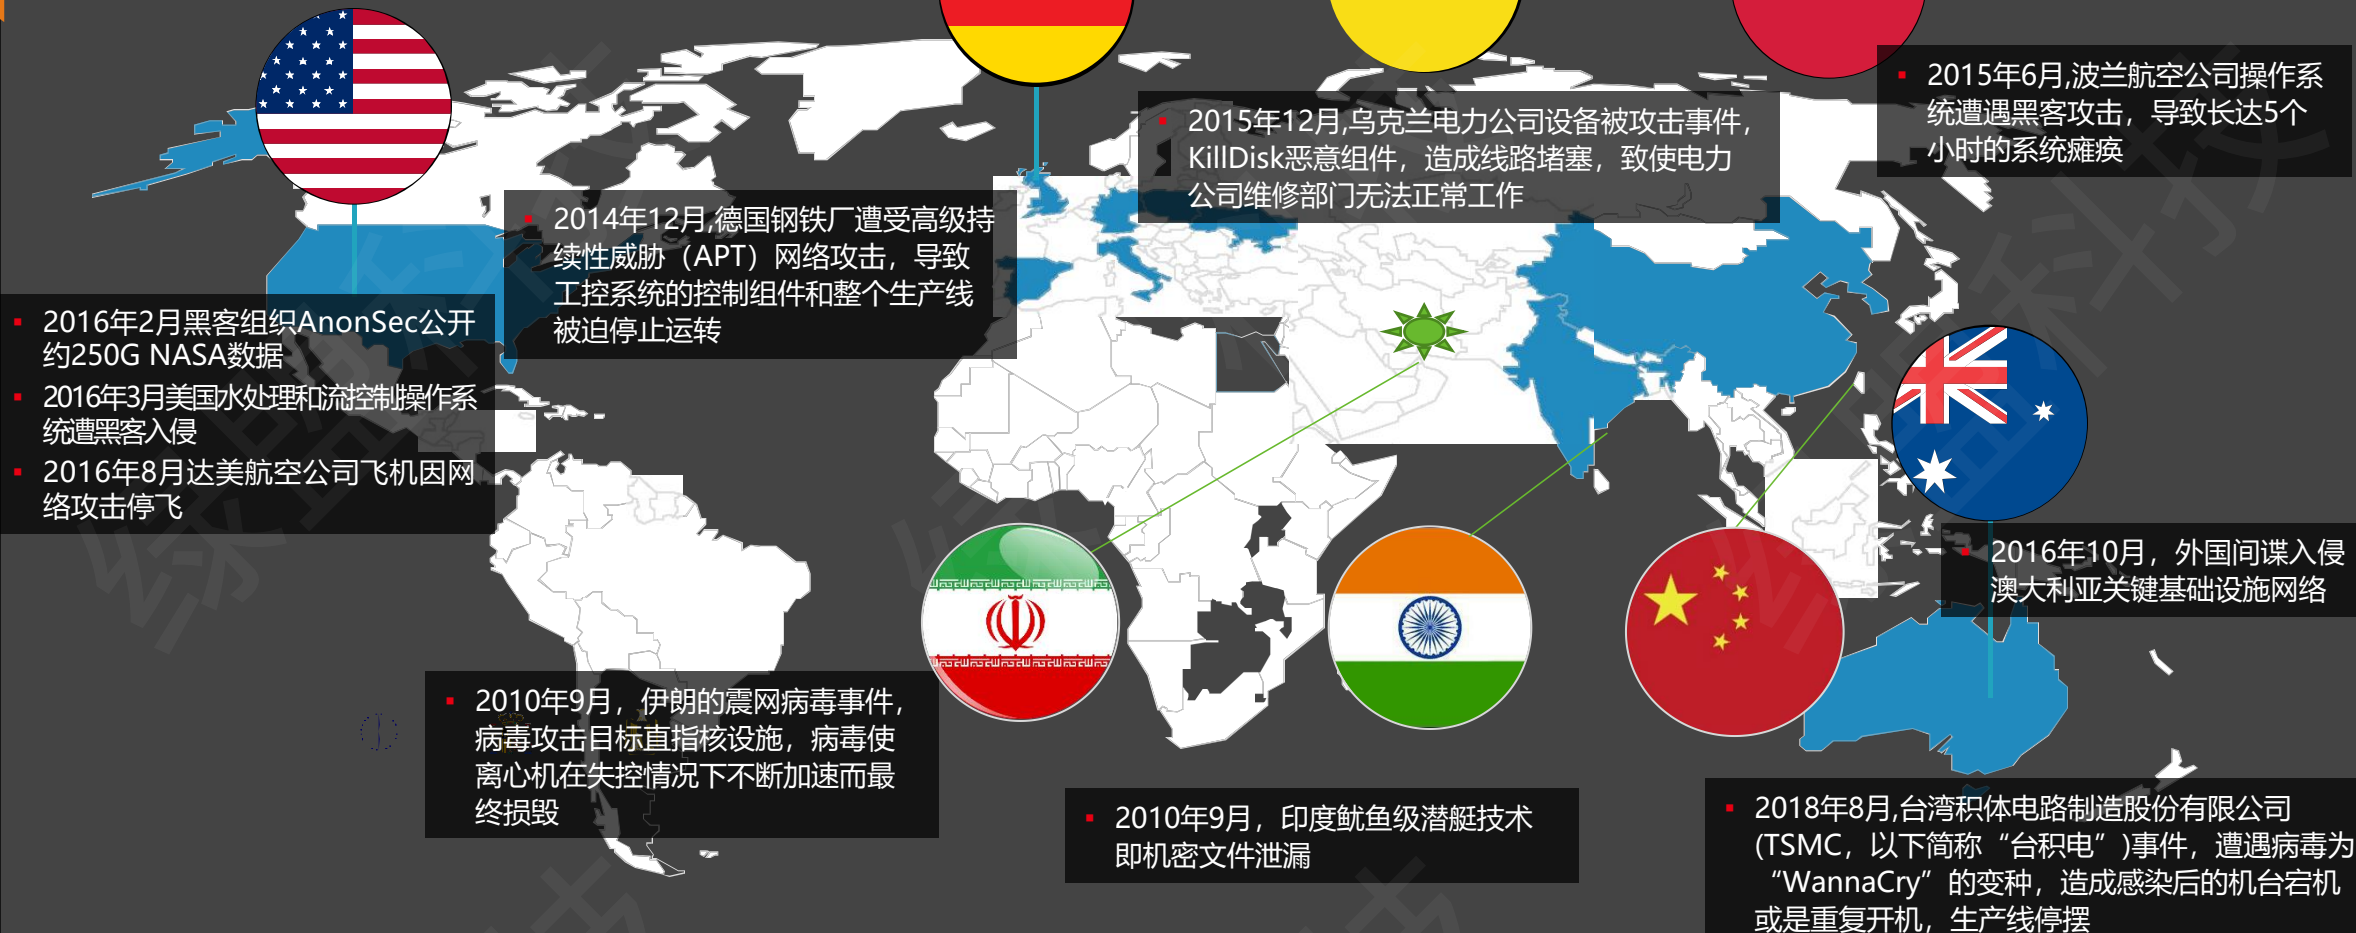 2015年6月,波兰航空公司操作系
统遭遇黑客攻击，导致长达5个
小时的系统瘫痪
2015年12月,乌克兰电力公司设备被攻击事件，
KillDisk恶意组件，造成线路堵塞，致使电力
公司维修部门无法正常工作
2014年12月,德国钢铁厂遭受高级持
续性威胁（APT）网络攻击，导致
工控系统的控制组件和整个生产线
被迫停止运转
2016年2月黑客组织AnonSec公开
约250G NASA数据
2016年3月美国水处理和流控制操作系
统遭黑客入侵
2016年8月达美航空公司飞机因网
络攻击停飞
2016年10月，外国间谍入侵
澳大利亚关键基础设施网络
2010年9月，伊朗的震网病毒事件，
病毒攻击目标直指核设施，病毒使
离心机在失控情况下不断加速而最
终损毁
2010年9月，印度鱿鱼级潜艇技术
即机密文件泄漏
2018年8月,台湾积体电路制造股份有限公司
(TSMC，以下简称“台积电”)事件，遭遇病毒为
“WannaCry”的变种，造成感染后的机台宕机
或是重复开机，生产线停摆
绿盟科技